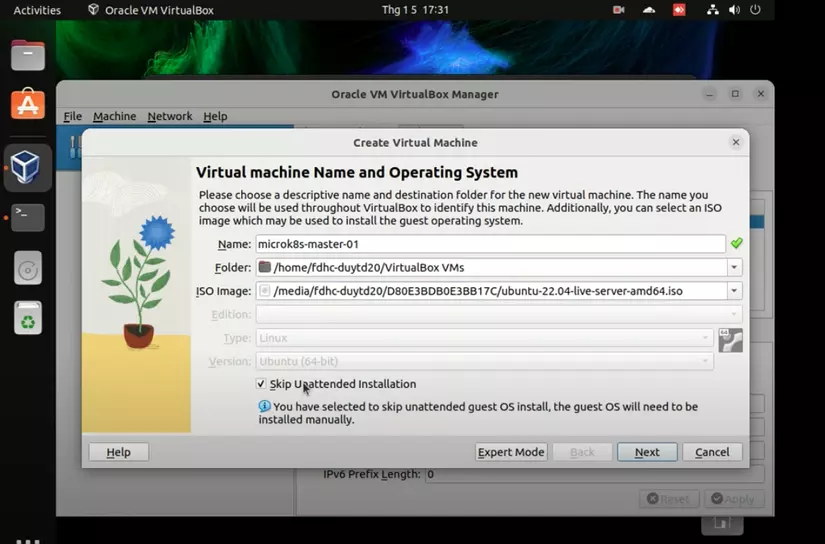 Activities
Oracle VM VirtualBox
Thg 1 5 17:31
Oracle VM VirtualBox Manager
File Machine Network Help
Create Virtual Machine
Virtual machine Name and Operating System
Please choose a descriptive name and destination folder for the new virtual machine. The name you
choose will be used throughout VirtualBox to identify this machine. Additionally, you can select an ISO
image which may be used to install the guest operating system.
Name: microk8s-master-01
Folder: /home/fdhc-duytd20/VirtualBox VMs
ISO Image: /media/fdhc-duytd20/D80E3BDB0E3BB17C/ubuntu-22.04-live-server-amd64.iso
Edition:
Type: Linux
64
Version: Ubuntu (64-bit)
Skip Unattended Installation
You have selected to skip unattended guest OS install, the guest OS will need to be
installed manually.
Help Expert Mode Back Next Cancel
IPv6 Prefix Length: 0
Reset Apply